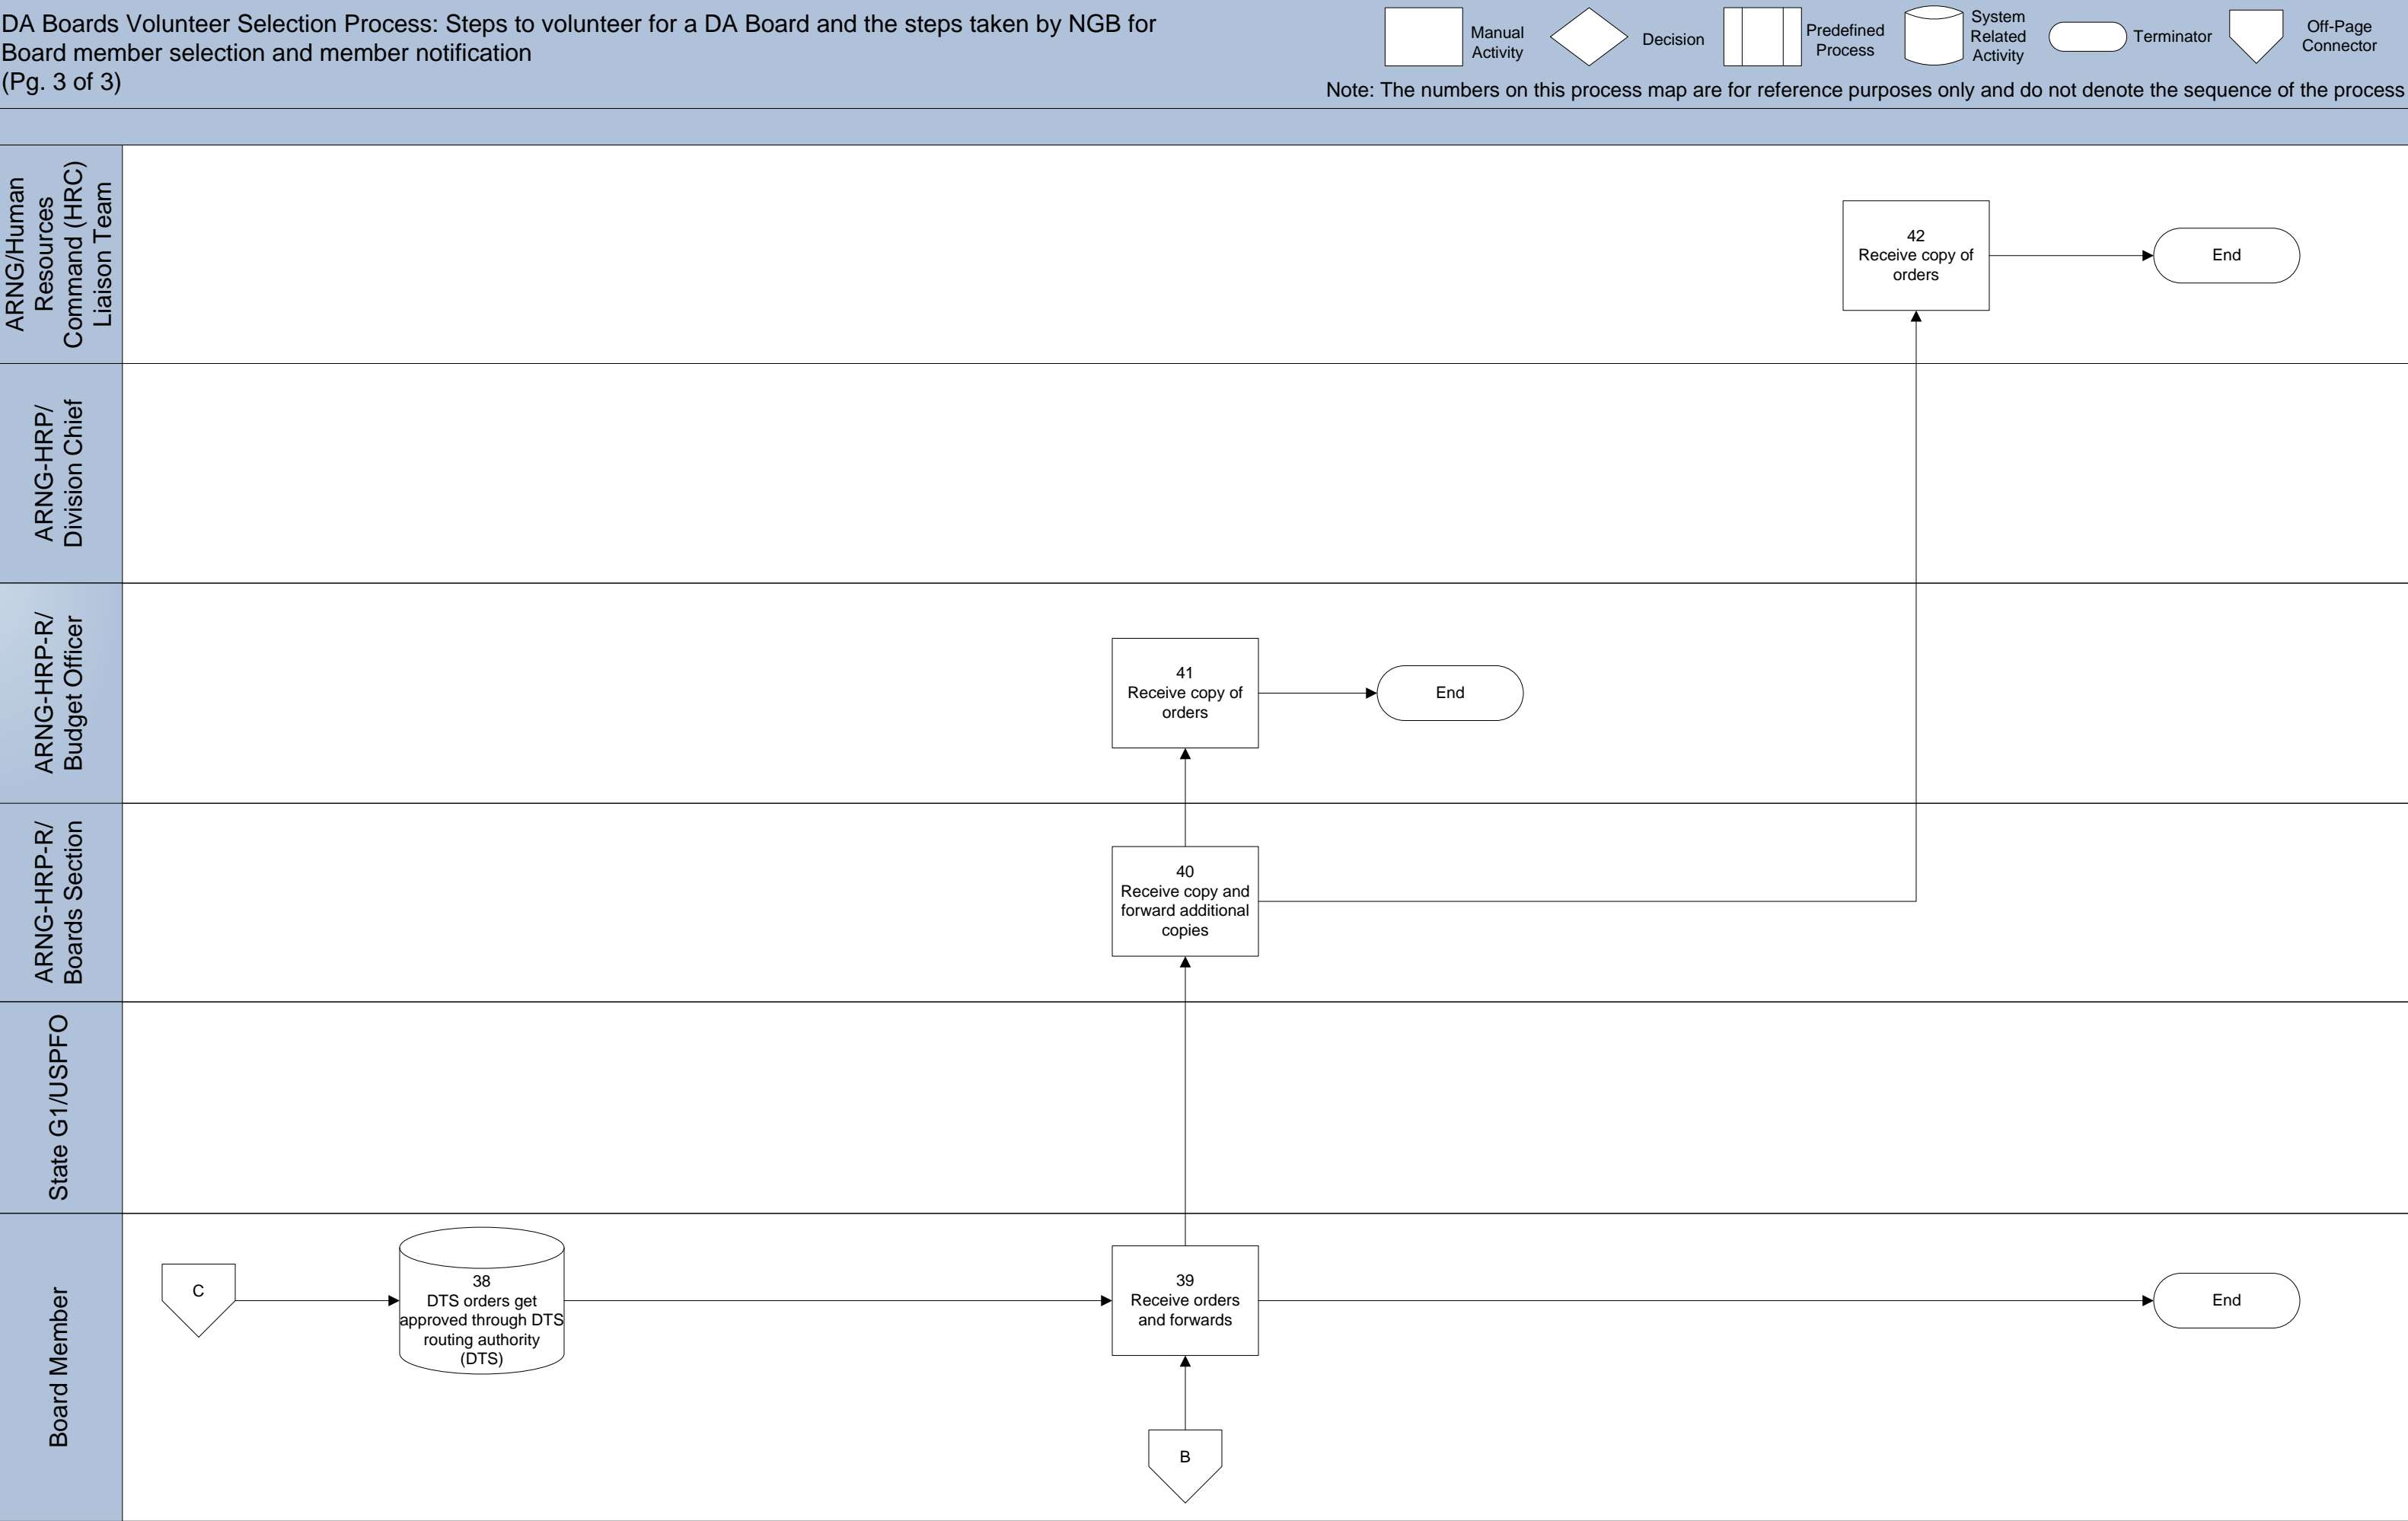 DA Boards Volunteer Selection Process: Steps to volunteer for a DA Board and the steps taken by NGB for
Board member selection and member notification
(Pg. 3 of 3)
Manual
Activity
Decision
Predefined
Process
System
Related
Activity
Terminator
Off-Page
Connector
Note: The numbers on this process map are for reference purposes only and do not denote the sequence of the process
ARNG/Human
Resources
Command (HRC)
Liaison Team
42
Receive copy of
orders
End
ARNG-HRP/
Division Chief
ARNG-HRP-R/
Budget Officer
41
Receive copy of
orders
End
ARNG-HRP-R/
Boards Section
40
Receive copy and
forward additional
copies
State G1/USPFO
Board Member
C
38
DTS orders get
approved through DTS
routing authority
(DTS)
39
Receive orders
and forwards
End
B